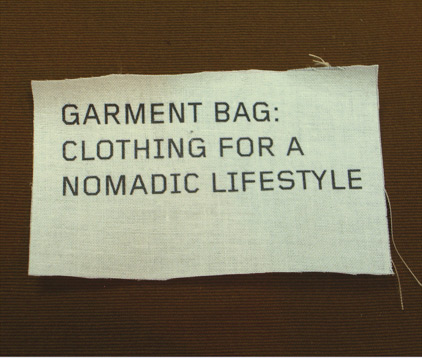 GARMENT BAG:
CLOTHING FOR A
NOMADIC LIFESTYLE